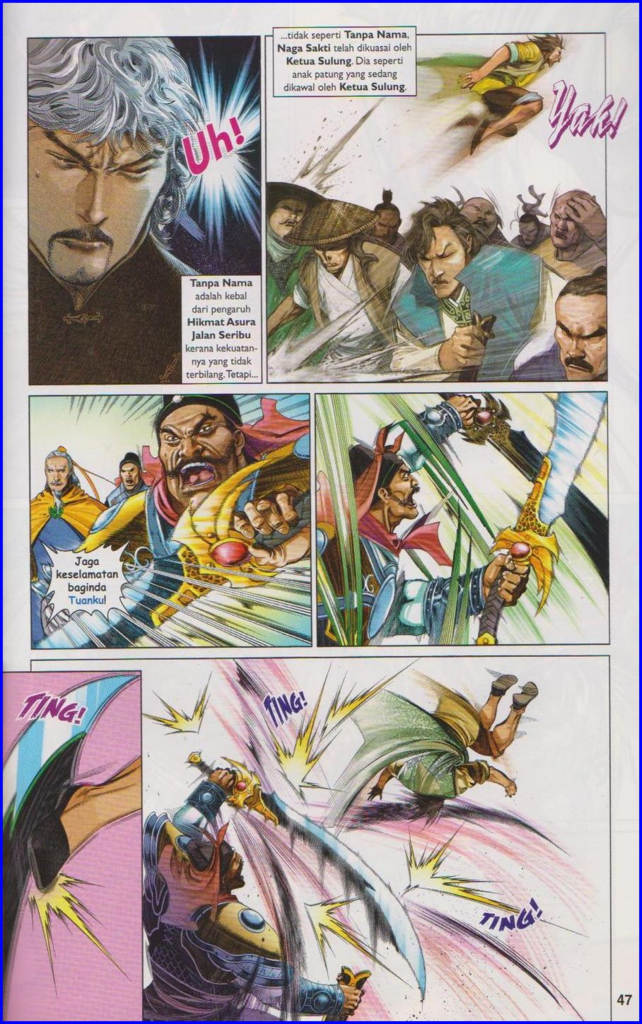 Uh!
Tanpa Nama
adalah kebal
dari pengaruh
Hikmat Asura
Jalan Seribu
kerana kekuatan-
nya yang tidak
terbilang. Tetapi...
...tidak seperti Tanpa Nama,
Naga Sakti telah dikuasai oleh
Ketua Sulung. Dia seperti
anak patung yang sedang
dikawal oleh Ketua Sulung.
Yak!
Jaga
keselamatan
baginda
Tuanku!
TING!
TING!
TING!
47